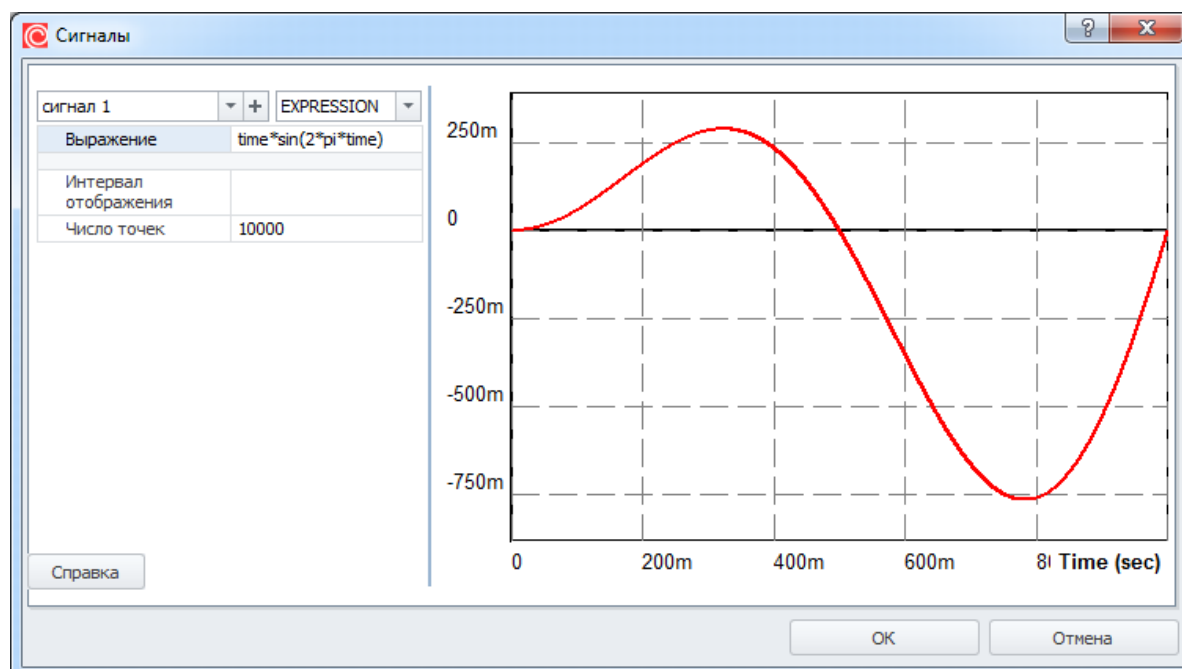 Сигналы
сигнал 1
EXPRESSION
Выражение time*sin(2*pi*time)
Интервал
отображения
Число точек 10000
250m
0
-250m
-500m
-750m
0 200m 400m 600m 8 Time (sec)
Справка
OK Отмена